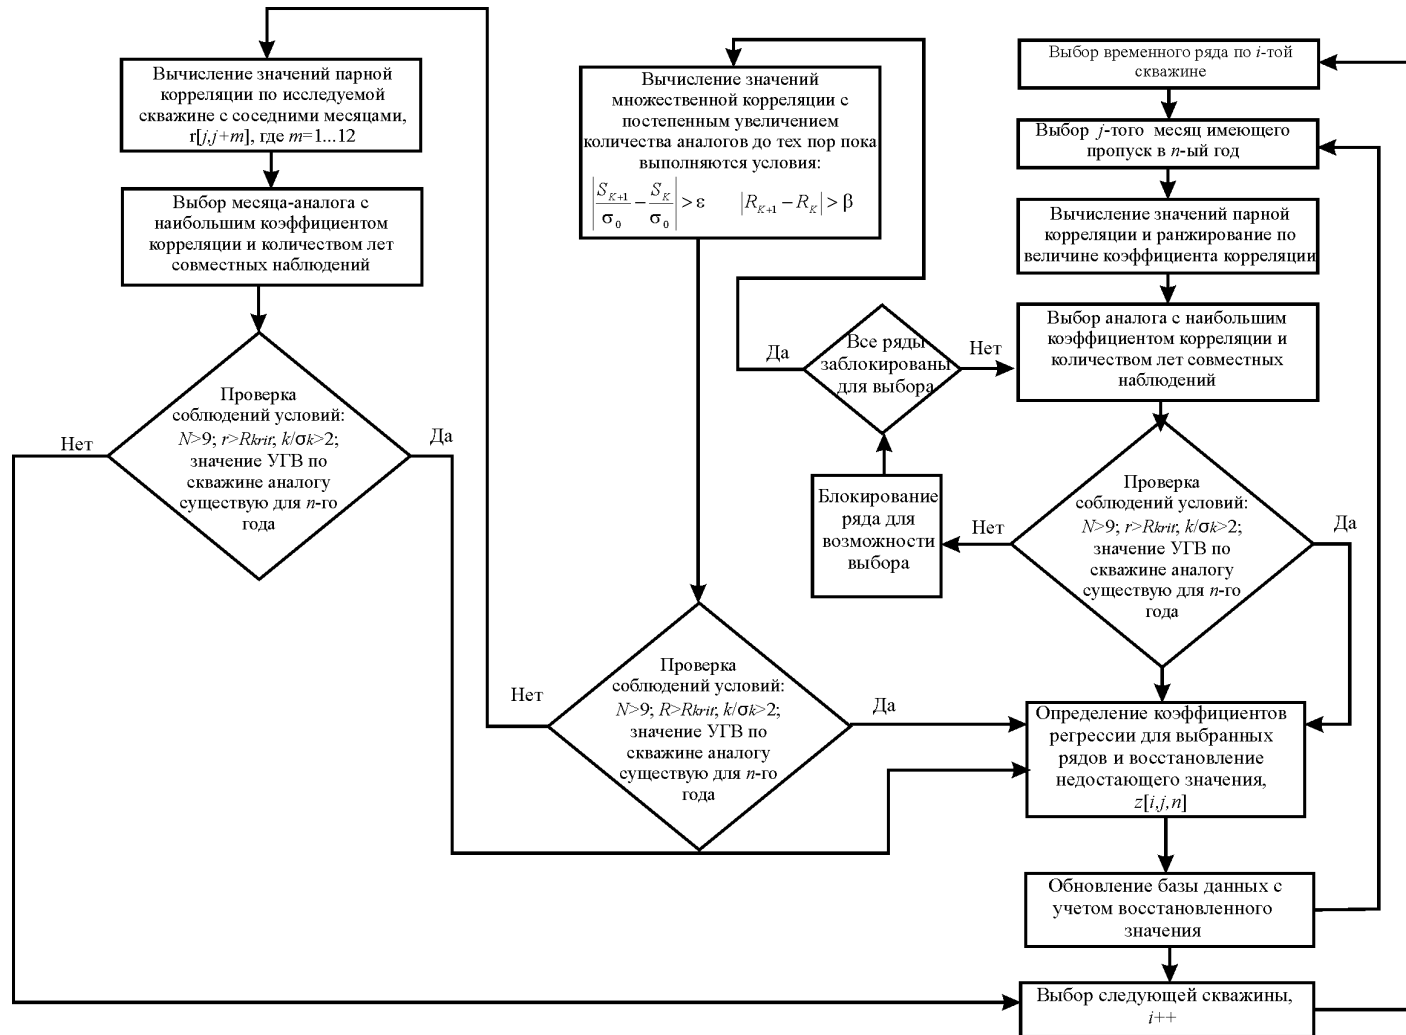 Вычисление значений парной
корреляции по исследуемой
скважине с соседними месяцами,
r[j,j+m], где m=1...12
Выбор месяца-аналога с
наибольшим коэффициентом
корреляции и количеством лет
совместных наблюдений
Проверка
соблюдений условий:
N>9; r>Rkrit; k/σk>2;
значение УГВ по
скважине аналогу
существую для n-го
года
Нет
Да
Вычисление значений
множественной корреляции с
постепенным увеличением
количества аналогов до тех пор пока
выполняются условия:
|S_{K+1}/σ_0 − S_K/σ_0| > ε |R_{K+1} − R_K| > β
Проверка
соблюдений условий:
N>9; R>Rkrit; k/σk>2;
значение УГВ по
скважине аналогу
существую для n-го
года
Нет
Да
Все ряды
заблокированы
для выбора
Да
Нет
Блокирование
ряда для
возможности
выбора
Выбор временного ряда по i-той
скважине
Выбор j-того месяц имеющего
пропуск в n-ый год
Вычисление значений парной
корреляции и ранжирование по
величине коэффициента корреляции
Выбор аналога с наибольшим
коэффициентом корреляции и
количеством лет совместных
наблюдений
Проверка
соблюдений условий:
N>9; r>Rkrit; k/σk>2;
значение УГВ по
скважине аналогу
существую для n-го
года
Нет
Да
Определение коэффициентов
регрессии для выбранных
рядов и восстановление
недостающего значения,
z[i,j,n]
Обновление базы данных с
учетом восстановленного
значения
Выбор следующей скважины,
i++